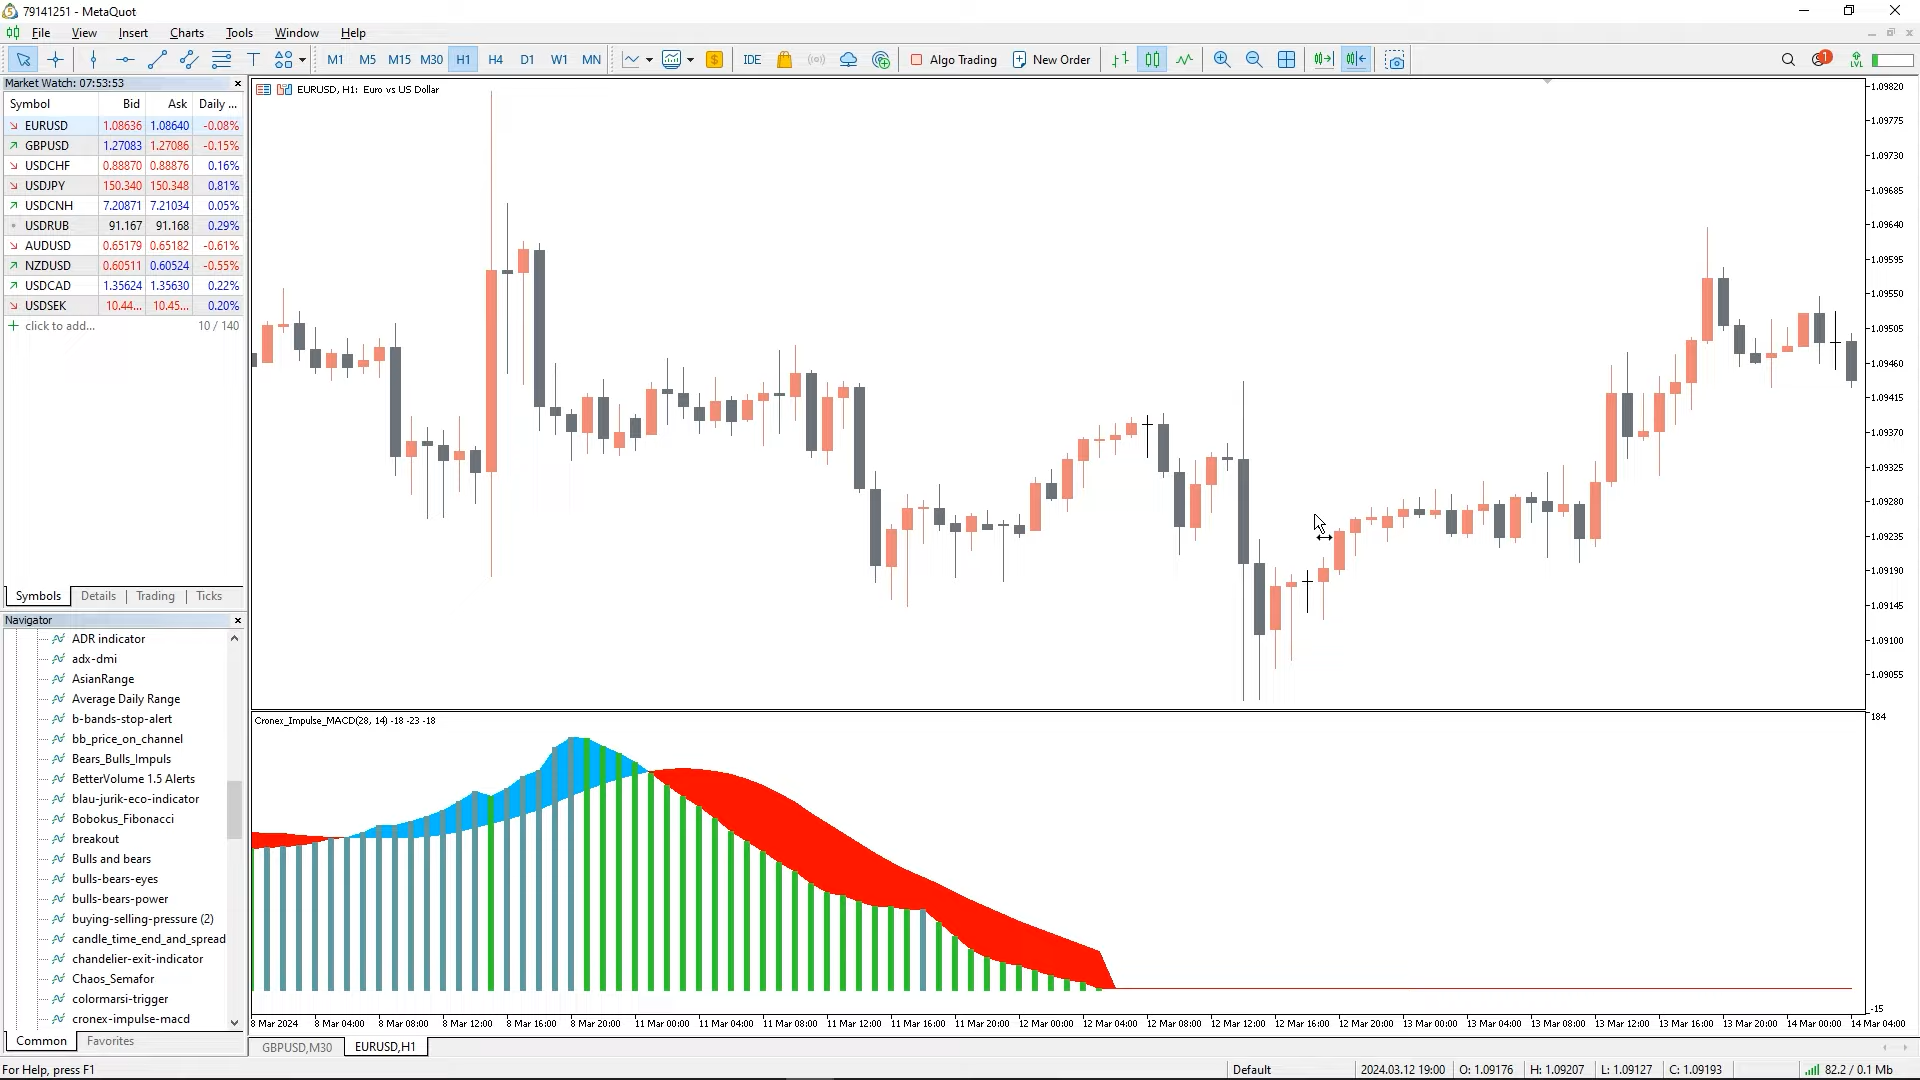 79141251 - MetaQuot
File View Insert Charts Tools Window Help
M1 M5 M15 M30 H1 H4 D1 W1 MN IDE Algo Trading New Order 1 LVL
Market Watch: 07:53:53
Symbol Bid Ask Daily ...
EURUSD 1.08636 1.08640 -0.08%
GBPUSD 1.27083 1.27086 -0.15%
USDCHF 0.88870 0.88876 0.16%
USDJPY 150.340 150.348 0.81%
USDCNH 7.20871 7.21034 0.05%
USDRUB 91.167 91.168 0.29%
AUDUSD 0.65179 0.65182 -0.61%
NZDUSD 0.60511 0.60524 -0.55%
USDCAD 1.35624 1.35630 0.22%
USDSEK 10.44... 10.45... 0.20%
click to add... 10 / 140
Symbols Details Trading Ticks
Navigator
ADR indicator
adx-dmi
AsianRange
Average Daily Range
b-bands-stop-alert
bb_price_on_channel
Bears_Bulls_Impuls
BetterVolume 1.5 Alerts
blau-jurik-eco-indicator
Bobokus_Fibonacci
breakout
Bulls and bears
bulls-bears-eyes
bulls-bears-power
buying-selling-pressure (2)
candle_time_end_and_spread
chandelier-exit-indicator
Chaos_Semafor
colormarsi-trigger
cronex-impulse-macd
Common Favorites
EURUSD, H1: Euro vs US Dollar
1.09820
1.09775
1.09730
1.09685
1.09640
1.09595
1.09550
1.09505
1.09460
1.09415
1.09370
1.09325
1.09280
1.09235
1.09190
1.09145
1.09100
1.09055
Cronex_Impulse_MACD(28, 14) -18 -23 -18
184
-15
8 Mar 2024 8 Mar 04:00 8 Mar 08:00 8 Mar 12:00 8 Mar 16:00 8 Mar 20:00 11 Mar 00:00 11 Mar 04:00 11 Mar 08:00 11 Mar 12:00 11 Mar 16:00 11 Mar 20:00 12 Mar 00:00 12 Mar 04:00 12 Mar 08:00 12 Mar 12:00 12 Mar 16:00 12 Mar 20:00 13 Mar 00:00 13 Mar 04:00 13 Mar 08:00 13 Mar 12:00 13 Mar 16:00 13 Mar 20:00 14 Mar 00:00 14 Mar 04:00
GBPUSD,M30 EURUSD,H1
For Help, press F1 Default 2024.03.12 19:00 O: 1.09176 H: 1.09207 L: 1.09127 C: 1.09193 82.2 / 0.1 Mb